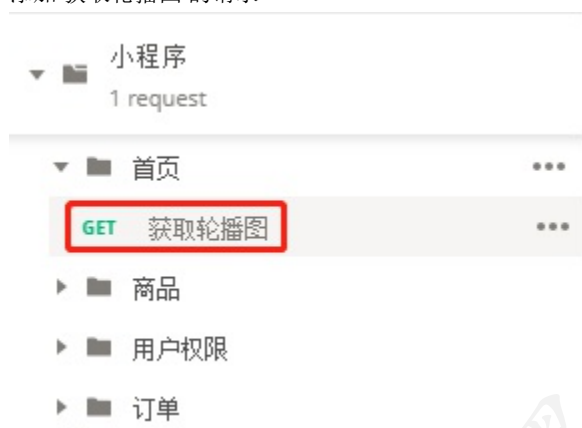 小程序
1 request
首页
GET 获取轮播图
商品
用户权限
订单